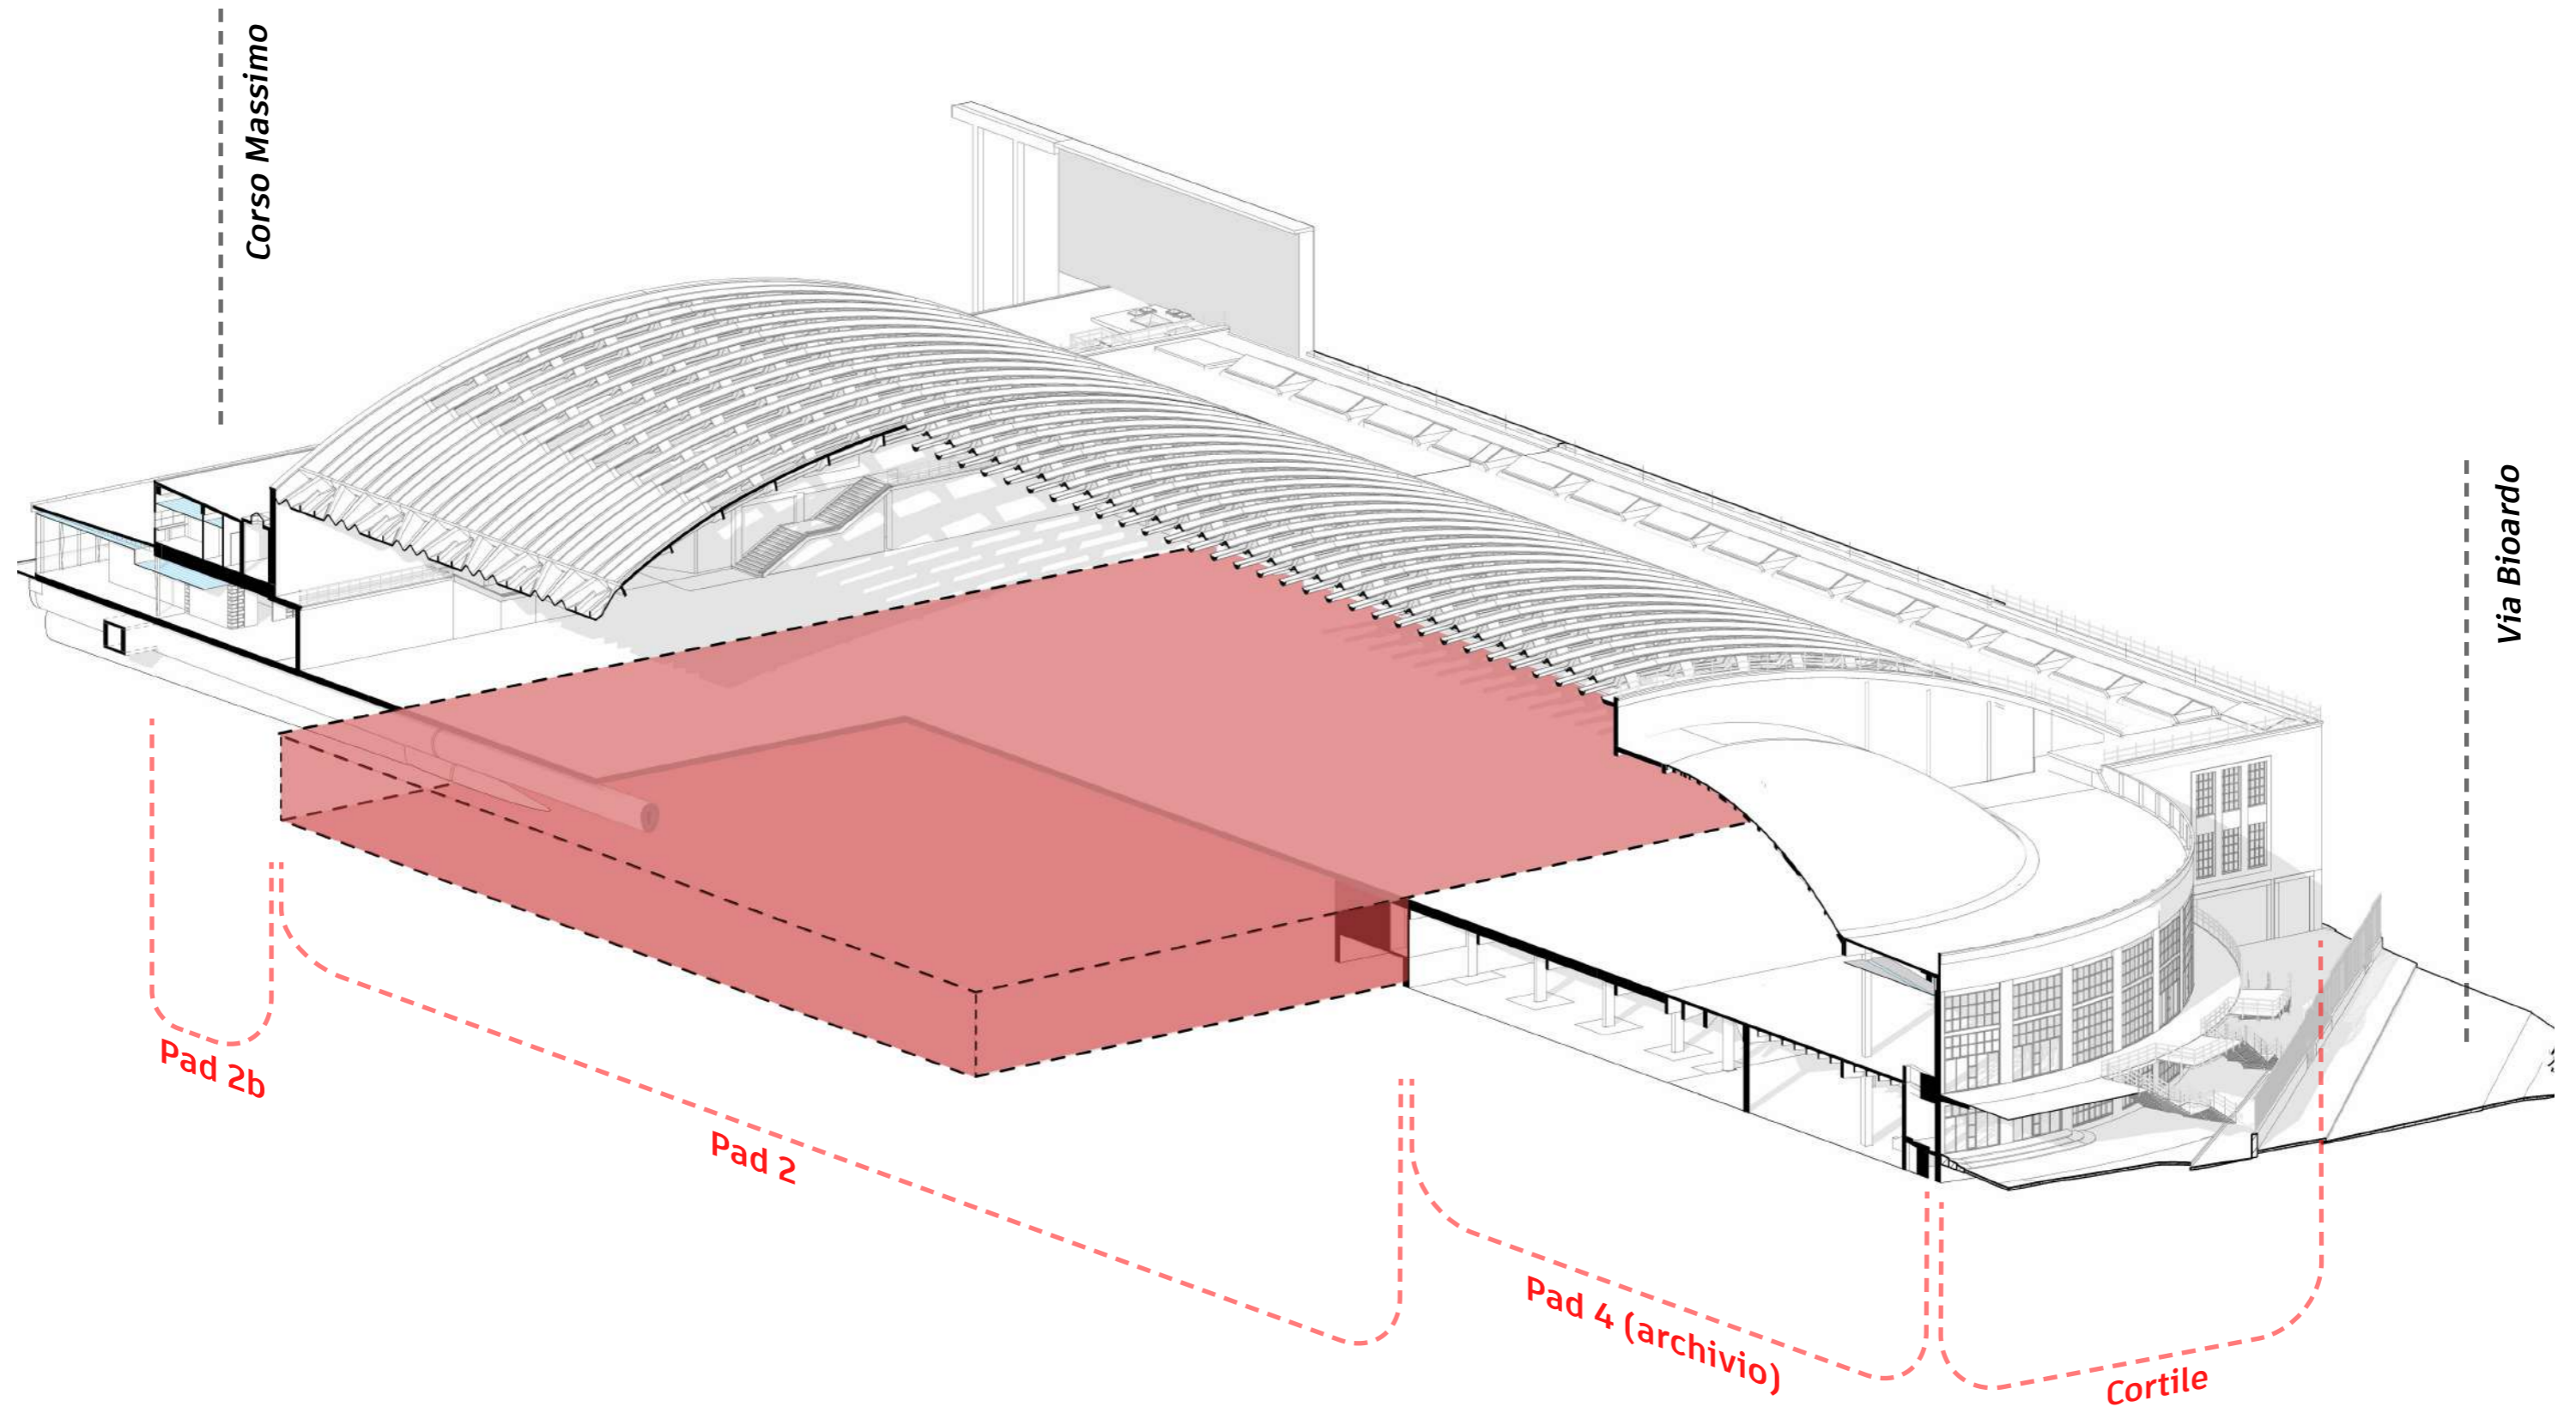 Corso Massimo
Via Bioardo
Pad 2b
Pad 2
Pad 4 (archivio)
Cortile